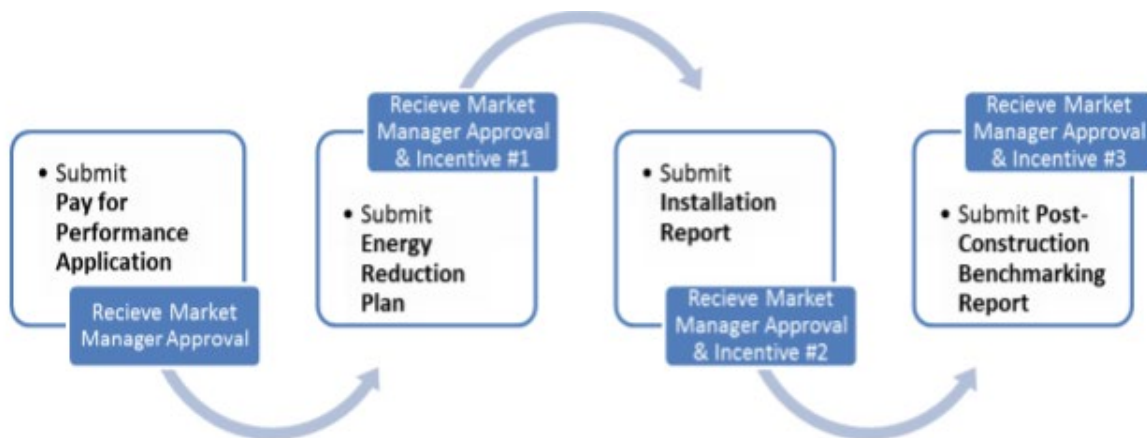 • Submit
Pay for
Performance
Application
Recieve Market
Manager Approval
Recieve Market
Manager Approval
& Incentive #1
• Submit
Energy
Reduction
Plan
• Submit
Installation
Report
Recieve Market
Manager Approval
& Incentive #2
Recieve Market
Manager Approval
& Incentive #3
• Submit Post-
Construction
Benchmarking
Report